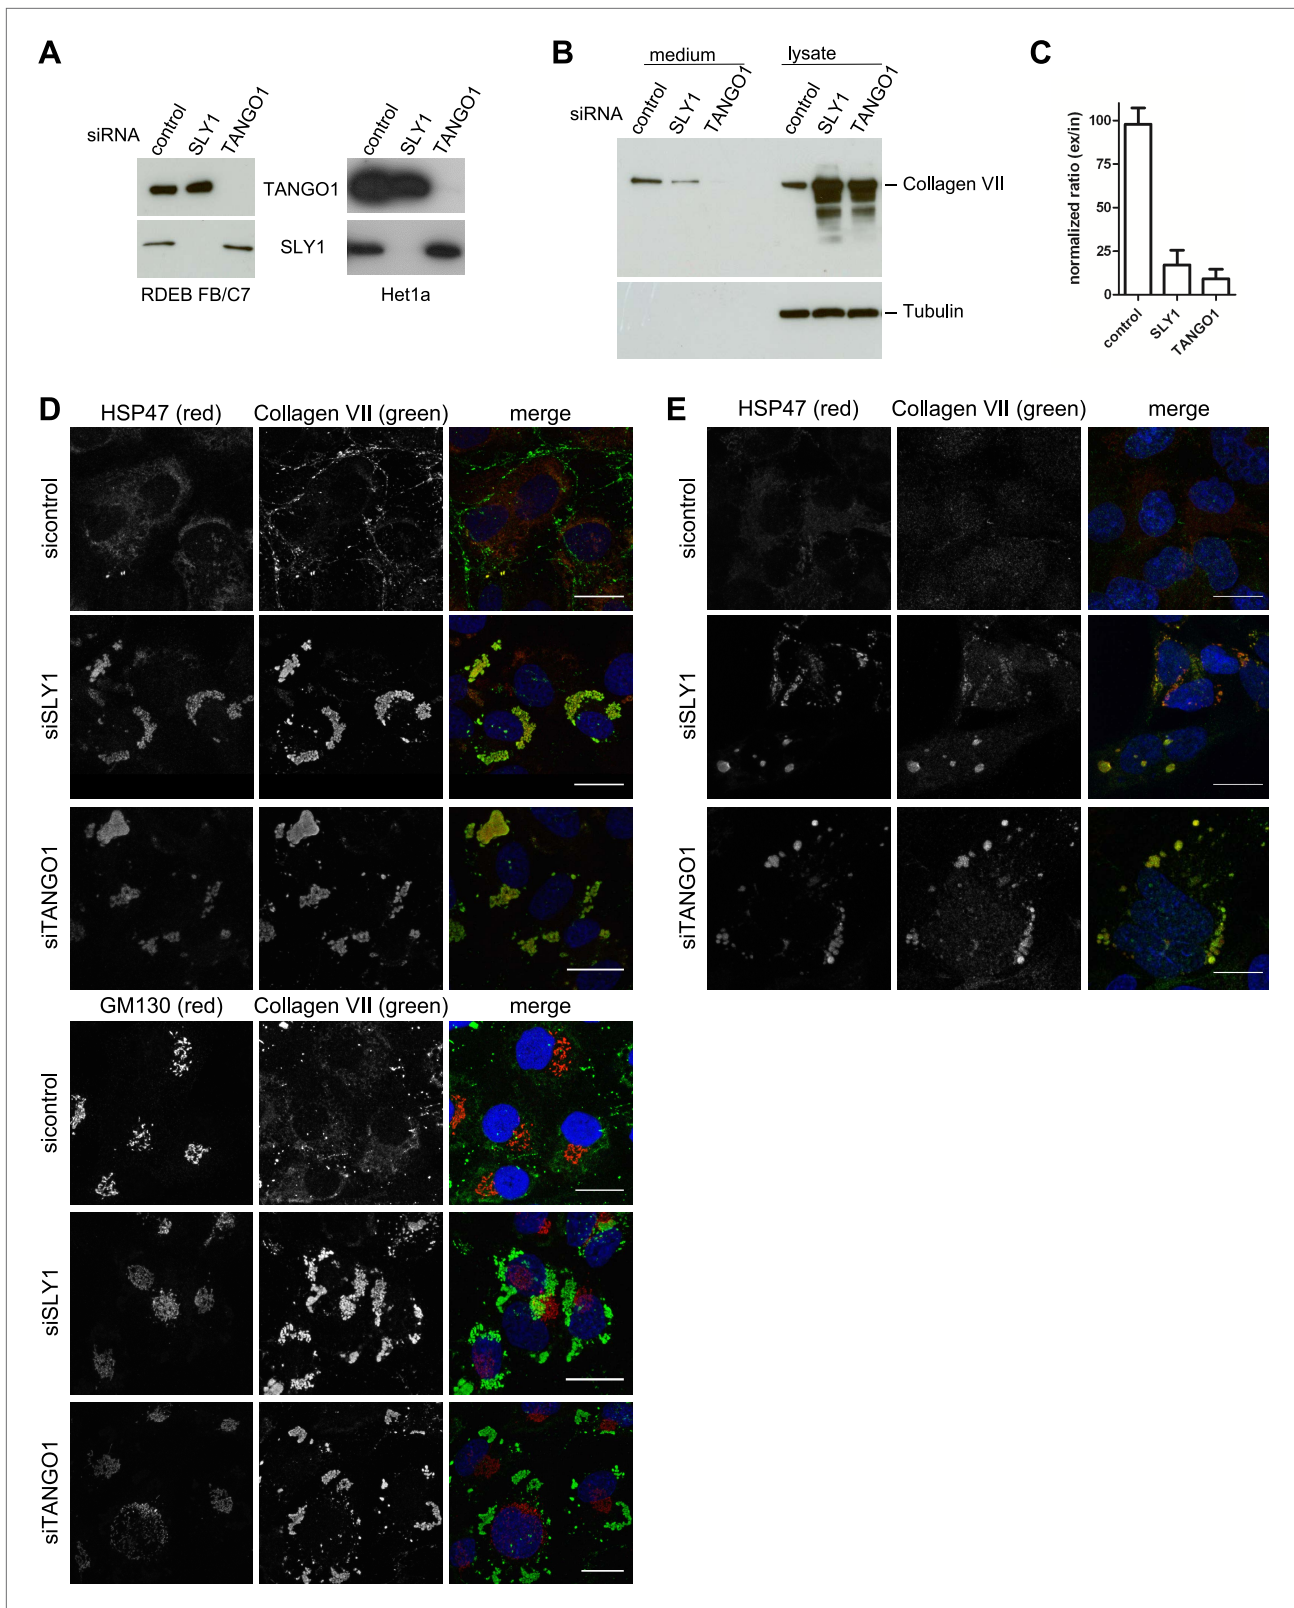 A
siRNA
control
SLY1
TANGO1
control
SLY1
TANGO1
TANGO1
SLY1
RDEB FB/C7
Het1a
B
medium
lysate
siRNA
control
SLY1
TANGO1
control
SLY1
TANGO1
Collagen VII
Tubulin
C
normalized ratio (ex/in)
100
75
50
25
0
control
SLY1
TANGO1
D
HSP47 (red)
Collagen VII (green)
merge
sicontrol
siSLY1
siTANGO1
GM130 (red)
Collagen VII (green)
merge
sicontrol
siSLY1
siTANGO1
E
HSP47 (red)
Collagen VII (green)
merge
sicontrol
siSLY1
siTANGO1